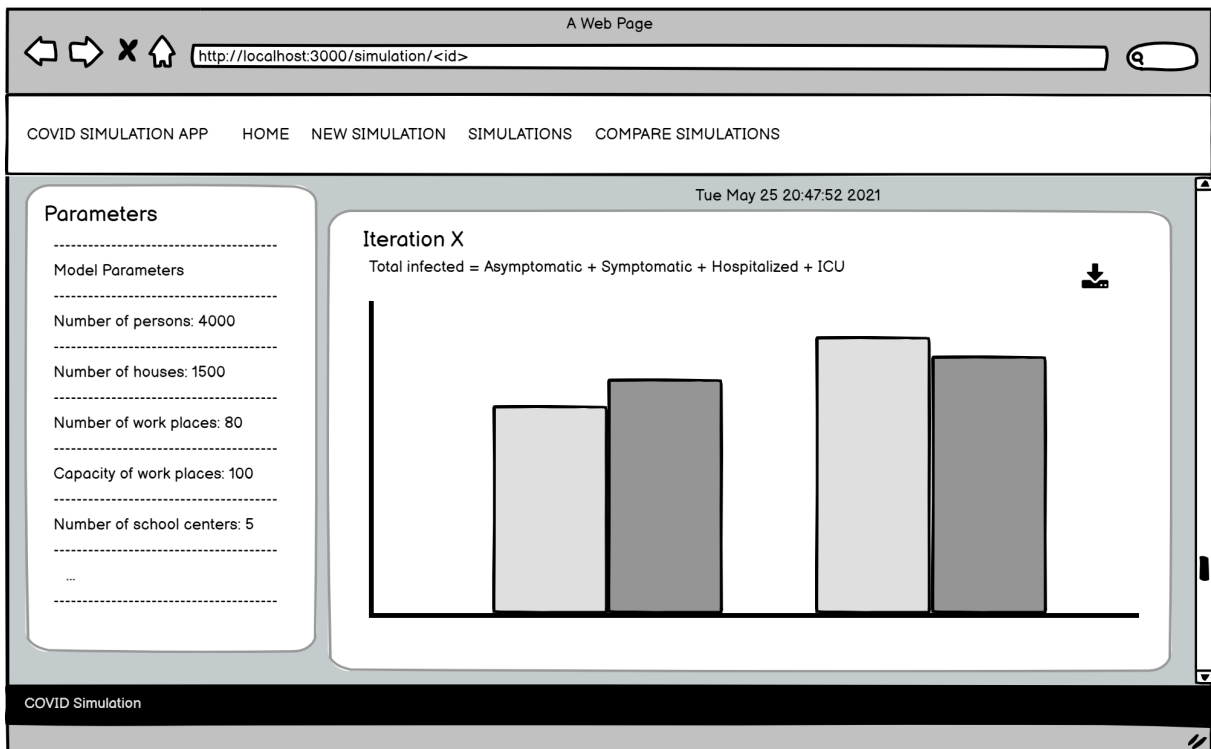 A Web Page
http://localhost:3000/simulation/<id>
COVID SIMULATION APP HOME NEW SIMULATION SIMULATIONS COMPARE SIMULATIONS
Parameters
Model Parameters
Number of persons: 4000
Number of houses: 1500
Number of work places: 80
Capacity of work places: 100
Number of school centers: 5
...
Tue May 25 20:47:52 2021
Iteration X
Total infected = Asymptomatic + Symptomatic + Hospitalized + ICU
COVID Simulation